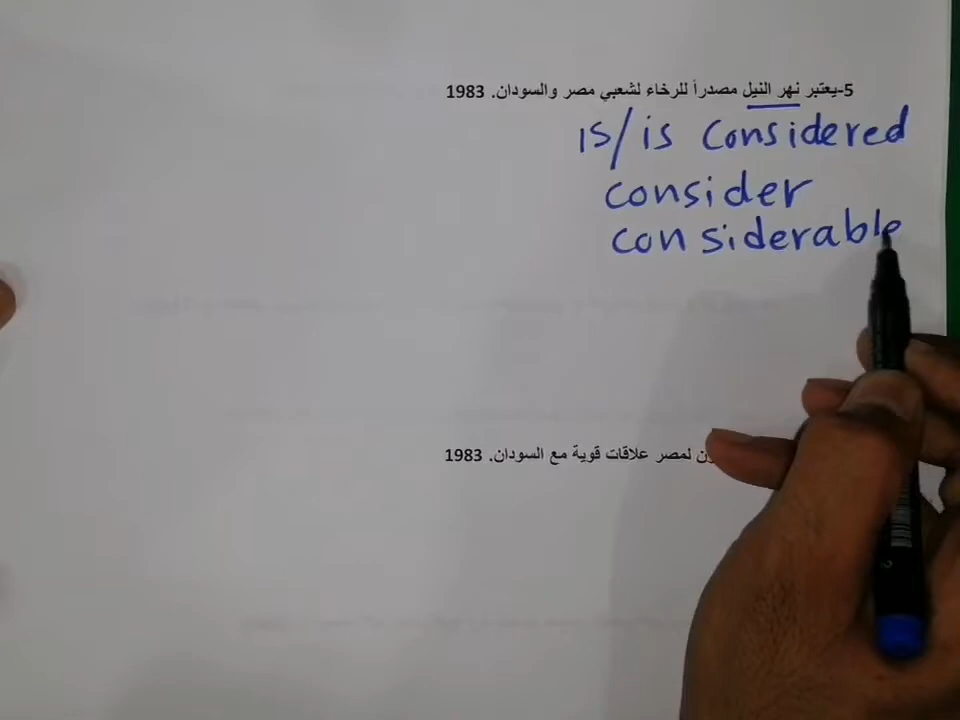 5-يعتبر نهر النيل مصدراً للرخاء لشعبي مصر والسودان. 1983
is/is considered
consider
considerable
لمصر علاقات قوية مع السودان. 1983